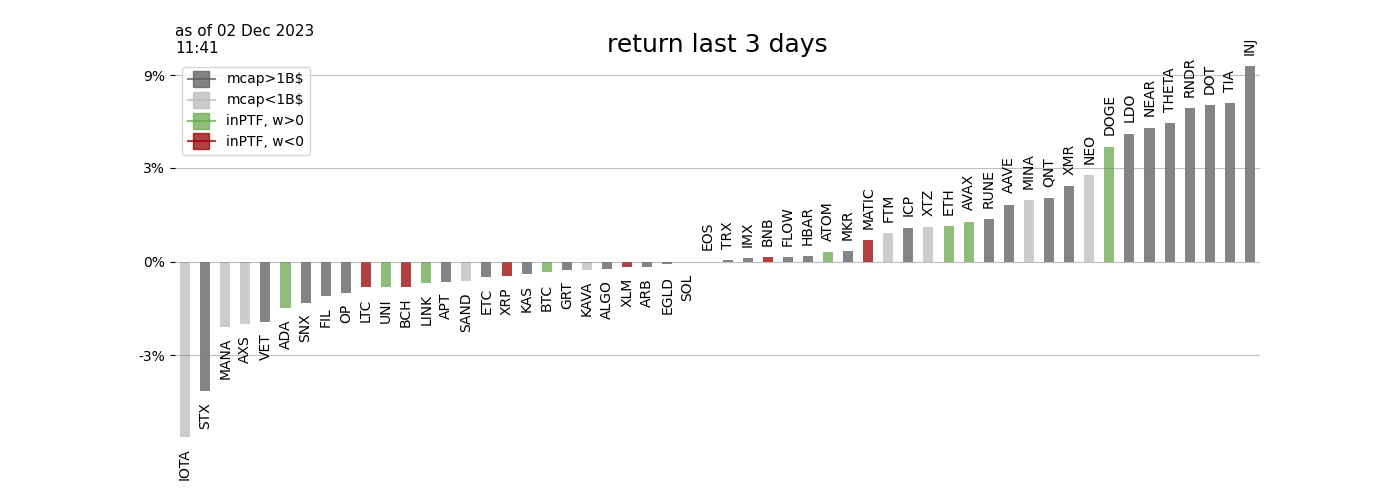 as of 02 Dec 2023
11:41
return last 3 days
mcap>1B$
mcap<1B$
inPTF, w>0
inPTF, w<0
9%
3%
0%
-3%
IOTA
STX
MANA
AXS
VET
ADA
SNX
FIL
OP
LTC
UNI
BCH
LINK
APT
SAND
ETC
XRP
KAS
BTC
GRT
KAVA
ALGO
XLM
ARB
EGLD
SOL
EOS
TRX
IMX
BNB
FLOW
HBAR
ATOM
MKR
MATIC
FTM
ICP
XTZ
ETH
AVAX
RUNE
AAVE
MINA
QNT
XMR
NEO
DOGE
LDO
NEAR
THETA
RNDR
DOT
TIA
INJ